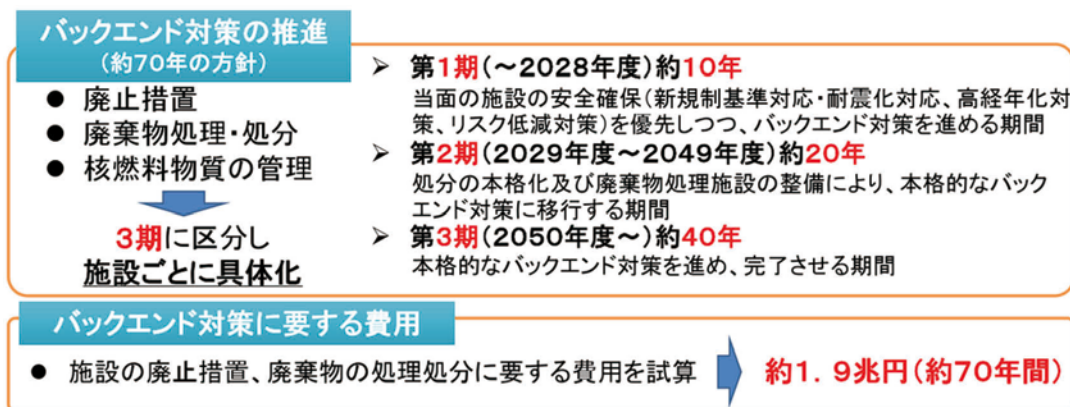 バックエンド対策の推進
(約70年の方針)
● 廃止措置
● 廃棄物処理・処分
● 核燃料物質の管理
3期に区分し
施設ごとに具体化
➢ 第1期(~2028年度)約10年
当面の施設の安全確保(新規制基準対応・耐震化対応、高経年化対
策、リスク低減対策)を優先しつつ、バックエンド対策を進める期間
➢ 第2期(2029年度~2049年度)約20年
処分の本格化及び廃棄物処理施設の整備により、本格的なバック
エンド対策に移行する期間
➢ 第3期(2050年度~)約40年
本格的なバックエンド対策を進め、完了させる期間
バックエンド対策に要する費用
● 施設の廃止措置、廃棄物の処理処分に要する費用を試算
約1.9兆円(約70年間)